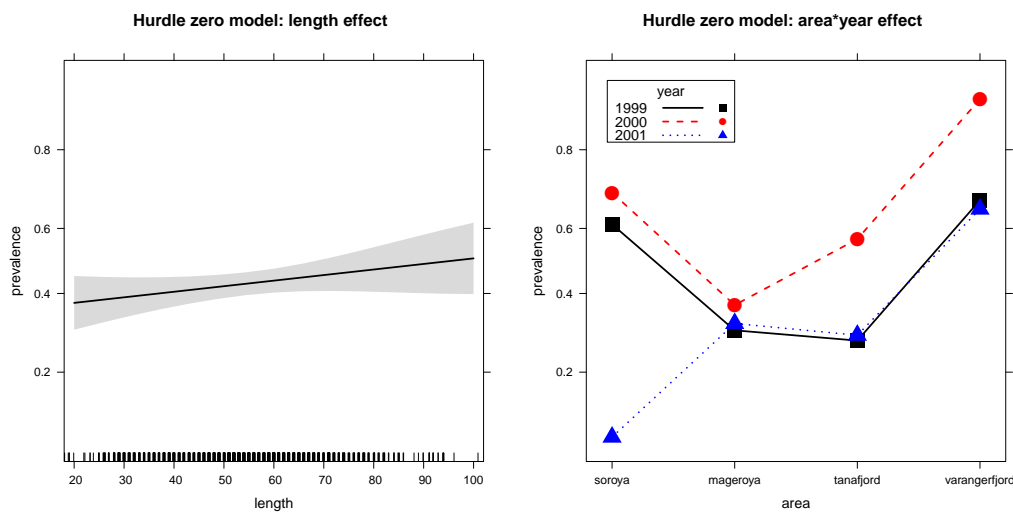 Hurdle zero model: length effect
prevalence
0.8
0.6
0.4
0.2
20 30 40 50 60 70 80 90 100
length
Hurdle zero model: area*year effect
year
1999
2000
2001
prevalence
0.8
0.6
0.4
0.2
soroya mageroya tanafjord varangerfjord
area